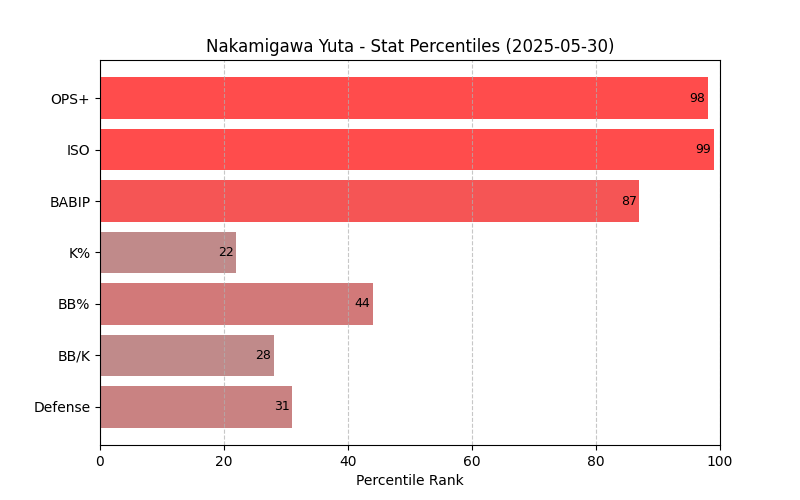 Nakamigawa Yuta - Stat Percentiles (2025-05-30)
OPS+ 98
ISO 99
BABIP 87
K% 22
BB% 44
BB/K 28
Defense 31
0 20 40 60 80 100
Percentile Rank